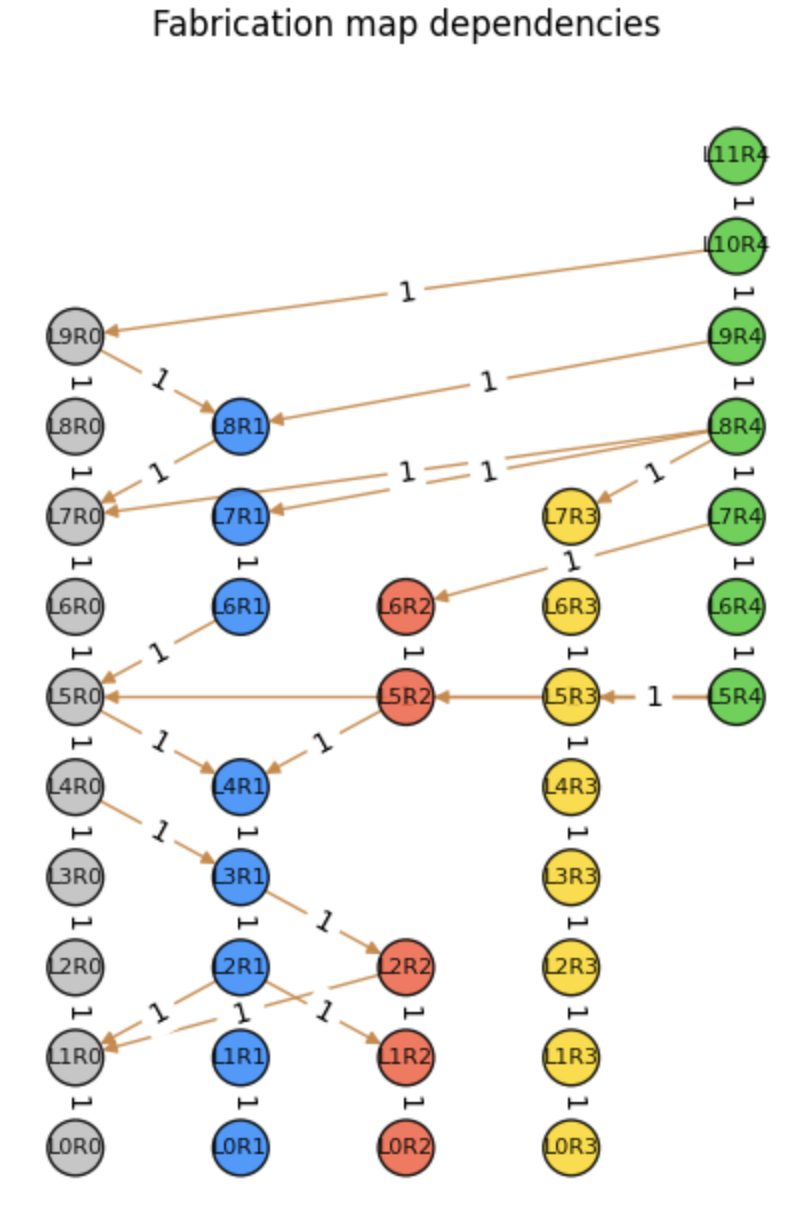 Fabrication map dependencies
L11R4
1
L10R4
1
1
L9R0
L9R4
1
1
1
1
L8R0
L8R1
L8R4
1
1
1
1
1
1
L7R0
L7R1
L7R3
L7R4
1
1
1
1
L6R0
L6R1
L6R2
L6R3
L6R4
1
1
1
1
1
L5R0
L5R2
L5R3
1
L5R4
1
1
1
1
L4R0
L4R1
L4R3
1
1
1
1
L3R0
L3R1
L3R3
1
1
1
1
L2R0
L2R1
L2R2
L2R3
1
1
1
1
1
1
L1R0
L1R1
L1R2
L1R3
1
1
1
1
L0R0
L0R1
L0R2
L0R3